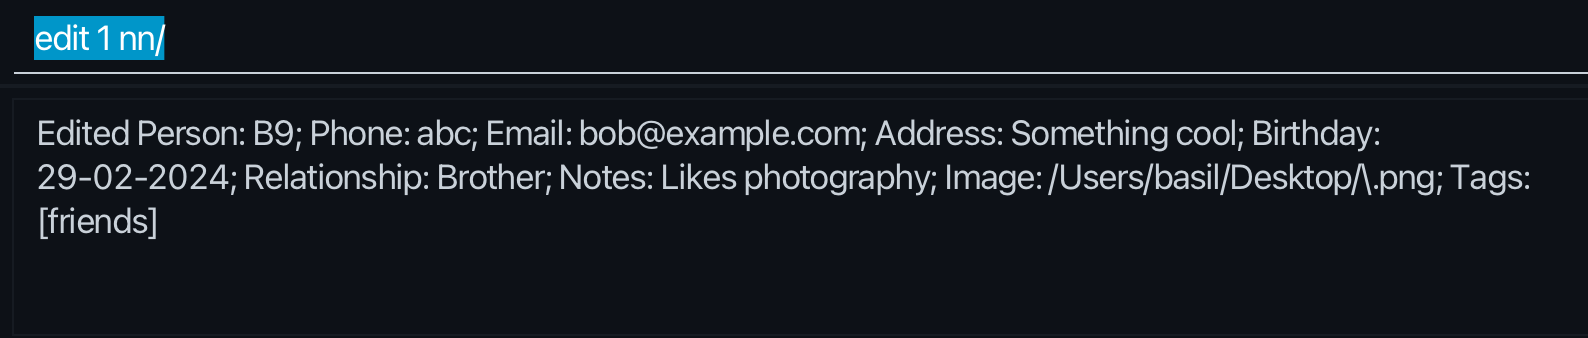 edit 1 nn/
Edited Person: B9; Phone: abc; Email: bob@example.com; Address: Something cool; Birthday:
29-02-2024; Relationship: Brother; Notes: Likes photography; Image: /Users/basil/Desktop/\.png; Tags:
[friends]